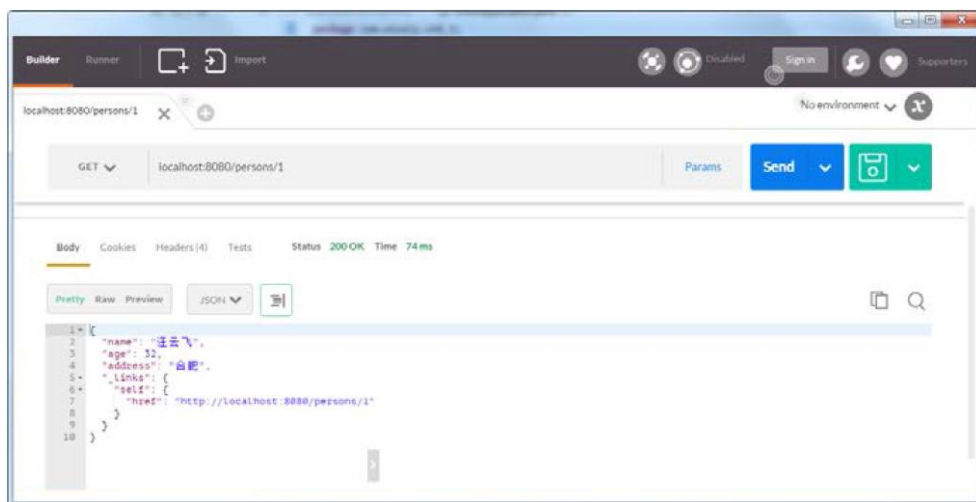 Builder Runner Import Disabled Sign in Supporters
localhost:8080/persons/1 No environment
GET localhost:8080/persons/1 Params Send
Body Cookies Headers (4) Tests Status 200 OK Time 74 ms
Pretty Raw Preview JSON
1 {
2 "name": "汪云飞",
3 "age": 32,
4 "address": "合肥",
5 "_links": {
6 "self": {
7 "href": "http://localhost:8080/persons/1"
8 }
9 }
10 }